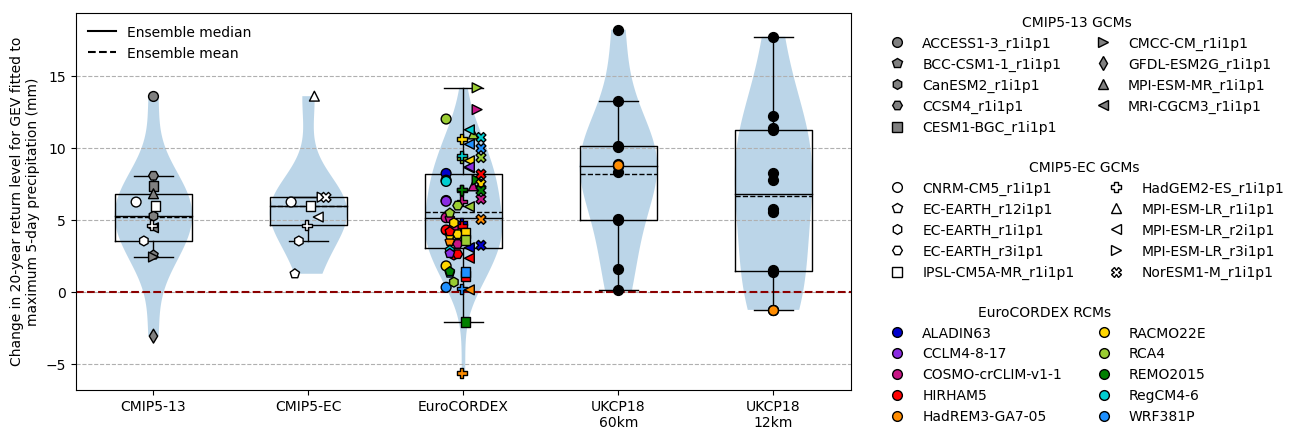 Change in 20-year return level for GEV fitted to
maximum 5-day precipitation (mm)
Ensemble median
Ensemble mean
15
10
5
0
−5
CMIP5-13
CMIP5-EC
EuroCORDEX
UKCP18
60km
UKCP18
12km
CMIP5-13 GCMs
ACCESS1-3_r1i1p1
BCC-CSM1-1_r1i1p1
CanESM2_r1i1p1
CCSM4_r1i1p1
CESM1-BGC_r1i1p1
CMCC-CM_r1i1p1
GFDL-ESM2G_r1i1p1
MPI-ESM-MR_r1i1p1
MRI-CGCM3_r1i1p1
CMIP5-EC GCMs
CNRM-CM5_r1i1p1
EC-EARTH_r12i1p1
EC-EARTH_r1i1p1
EC-EARTH_r3i1p1
IPSL-CM5A-MR_r1i1p1
HadGEM2-ES_r1i1p1
MPI-ESM-LR_r1i1p1
MPI-ESM-LR_r2i1p1
MPI-ESM-LR_r3i1p1
NorESM1-M_r1i1p1
EuroCORDEX RCMs
ALADIN63
CCLM4-8-17
COSMO-crCLIM-v1-1
HIRHAM5
HadREM3-GA7-05
RACMO22E
RCA4
REMO2015
RegCM4-6
WRF381P